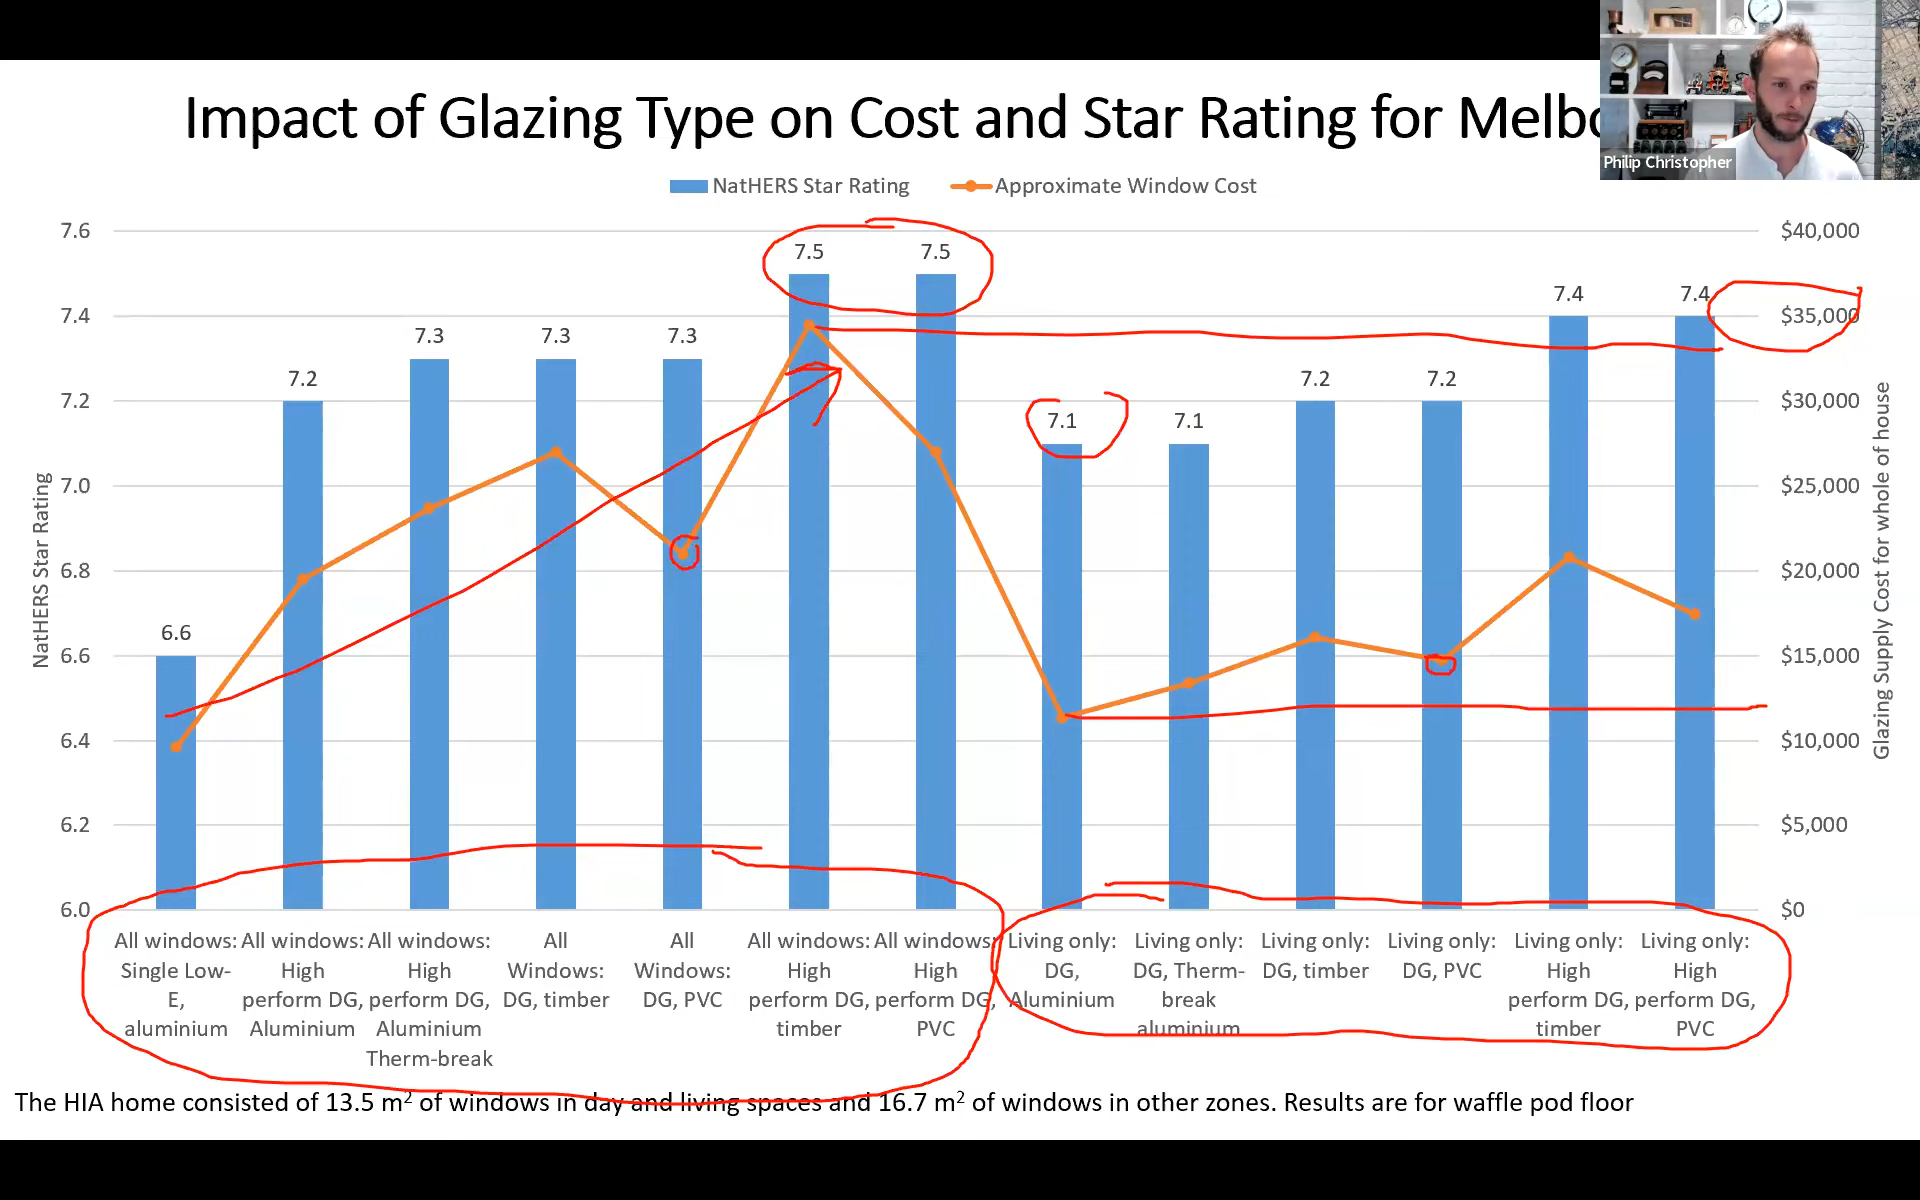 Impact of Glazing Type on Cost and Star Rating for Melbo
Philip Christopher
NatHERS Star Rating
Approximate Window Cost
7.6
7.4
7.2
7.0
6.8
6.6
6.4
6.2
6.0
NatHERS Star Rating
6.6
7.2
7.3
7.3
7.3
7.5
7.5
7.1
7.1
7.2
7.2
7.4
7.4
$40,000
$35,000
$30,000
$25,000
$20,000
$15,000
$10,000
$5,000
$0
Glazing Supply Cost for whole of house
All windows:
Single Low-
E,
aluminium
All windows:
High
perform DG,
Aluminium
All windows:
High
perform DG,
Aluminium
Therm-break
All
Windows:
DG, timber
All
Windows:
DG, PVC
All windows:
High
perform DG,
timber
All windows:
High
perform DG,
PVC
Living only:
DG,
Aluminium
Living only:
DG, Therm-
break
aluminium
Living only:
DG, timber
Living only:
DG, PVC
Living only:
High
perform DG,
timber
Living only:
High
perform DG,
PVC
The HIA home consisted of 13.5 m² of windows in day and living spaces and 16.7 m² of windows in other zones. Results are for waffle pod floor